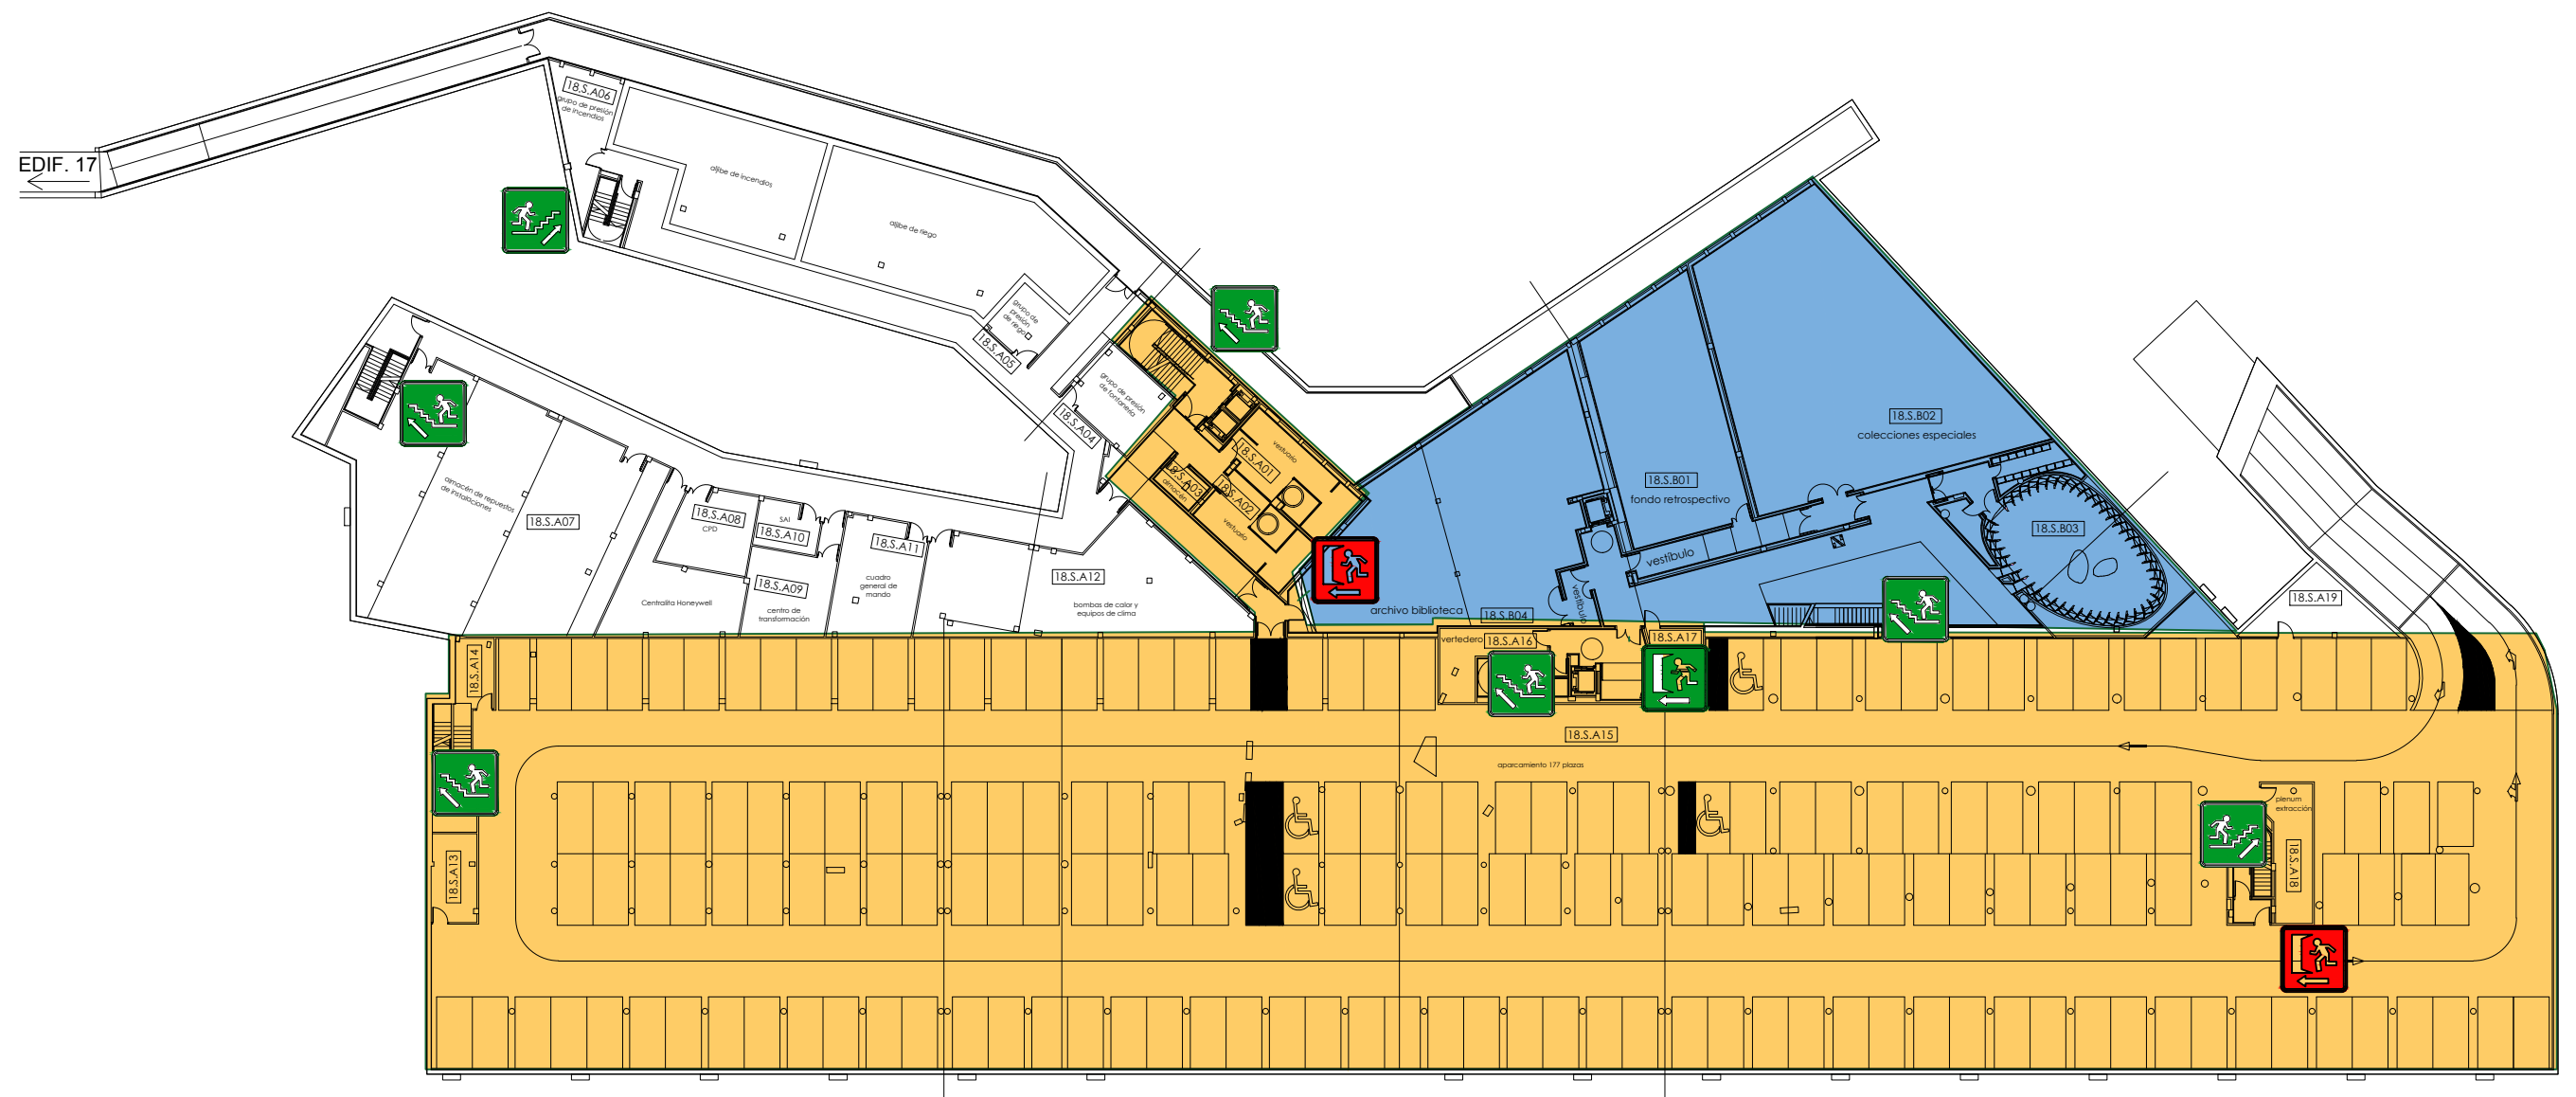 EDIF. 17
18.S.A06
grupo de presión
de incendios
aljibe de incendios
aljibe de riego
grupo de
presión
de riego
18.S.A05
grupo de presión
de fontanería
18.S.A04
18.S.A01
vestuario
18.S.A03
almacén
18.S.A02
vestuario
almacén de repuestos
de instalaciones
18.S.A07
18.S.A08
CPD
SAI
18.S.A10
18.S.A11
18.S.A09
centro de
transformación
cuadro
general de
mando
Centralita Honeywell
18.S.A12
bombas de calor y
equipos de clima
18.S.B02
colecciones especiales
18.S.B01
fondo retrospectivo
18.S.B03
vestíbulo
vestíbulo
archivo biblioteca
18.S.B04
18.S.A19
vertedero
18.S.A16
18.S.A17
18.S.A14
18.S.A15
aparcamiento 177 plazas
plenum
extracción
18.S.A13
18.S.A18